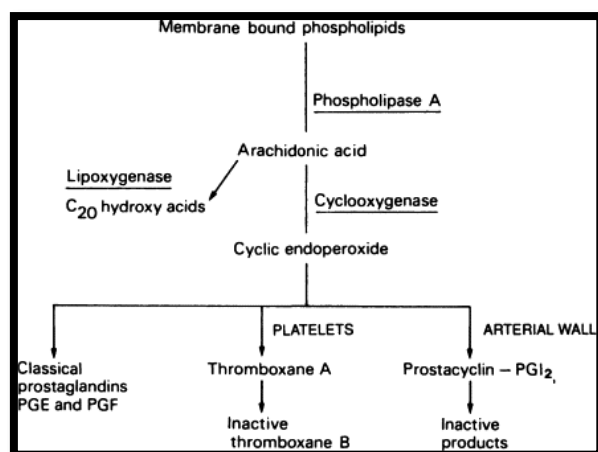 Membrane bound phospholipids
Phospholipase A
Arachidonic acid
Lipoxygenase
C20 hydroxy acids
Cyclooxygenase
Cyclic endoperoxide
PLATELETS
ARTERIAL WALL
Classical
prostaglandins
PGE and PGF
Thromboxane A
Prostacyclin – PGI2,
Inactive
thromboxane B
Inactive
products